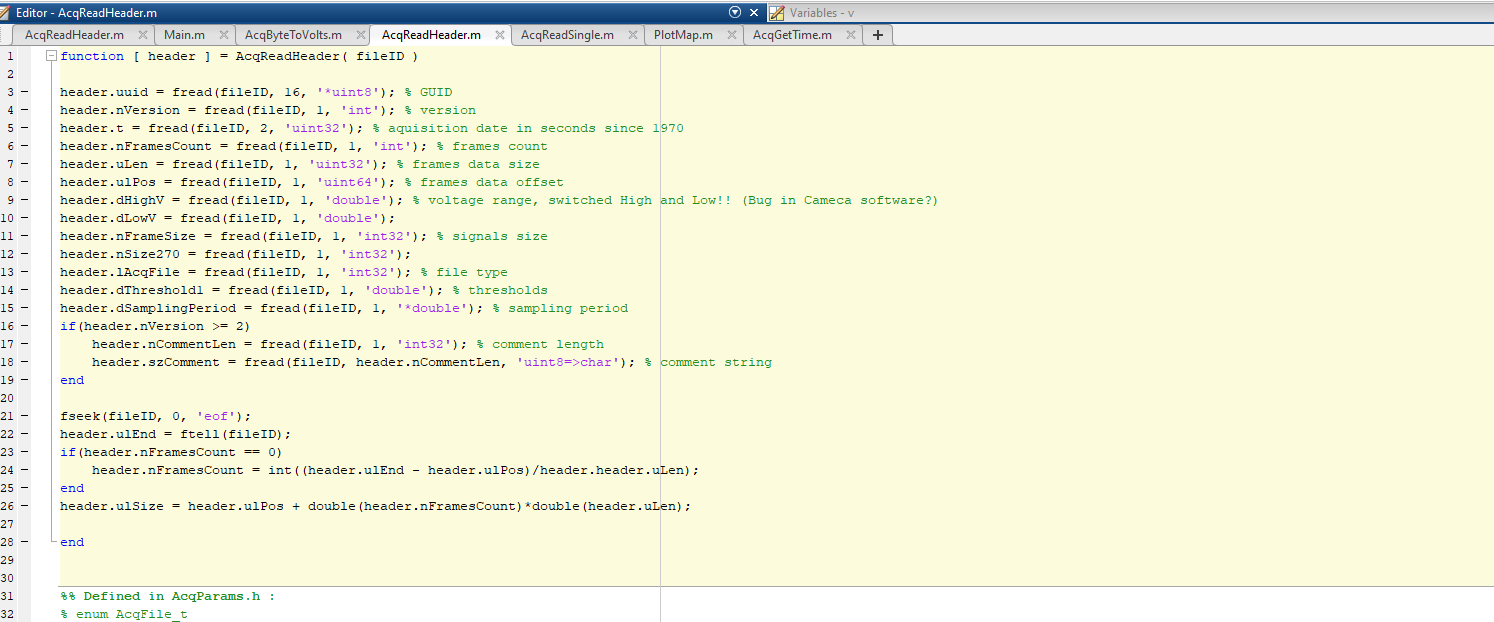 Editor - AcqReadHeader.m
Variables - v
AcqReadHeader.m Main.m AcqByteToVolts.m AcqReadHeader.m AcqReadSingle.m PlotMap.m AcqGetTime.m
1 function [ header ] = AcqReadHeader( fileID )
2
3 header.uuid = fread(fileID, 16, '*uint8'); % GUID
4 header.nVersion = fread(fileID, 1, 'int'); % version
5 header.t = fread(fileID, 2, 'uint32'); % aquisition date in seconds since 1970
6 header.nFramesCount = fread(fileID, 1, 'int'); % frames count
7 header.uLen = fread(fileID, 1, 'uint32'); % frames data size
8 header.ulPos = fread(fileID, 1, 'uint64'); % frames data offset
9 header.dHighV = fread(fileID, 1, 'double'); % voltage range, switched High and Low!! (Bug in Cameca software?)
10 header.dLowV = fread(fileID, 1, 'double');
11 header.nFrameSize = fread(fileID, 1, 'int32'); % signals size
12 header.nSize270 = fread(fileID, 1, 'int32');
13 header.lAcqFile = fread(fileID, 1, 'int32'); % file type
14 header.dThreshold1 = fread(fileID, 1, 'double'); % thresholds
15 header.dSamplingPeriod = fread(fileID, 1, '*double'); % sampling period
16 if(header.nVersion >= 2)
17 header.nCommentLen = fread(fileID, 1, 'int32'); % comment length
18 header.szComment = fread(fileID, header.nCommentLen, 'uint8=>char'); % comment string
19 end
20
21 fseek(fileID, 0, 'eof');
22 header.ulEnd = ftell(fileID);
23 if(header.nFramesCount == 0)
24 header.nFramesCount = int((header.ulEnd - header.ulPos)/header.header.uLen);
25 end
26 header.ulSize = header.ulPos + double(header.nFramesCount)*double(header.uLen);
27
28 end
29
30
31 %% Defined in AcqParams.h :
32 % enum AcqFile_t